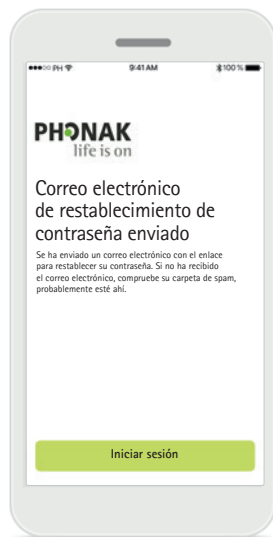 ●●●○○ PH
9:41 AM
100 %
PHONAK
life is on
Correo electrónico
de restablecimiento de
contraseña enviado
Se ha enviado un correo electrónico con el enlace
para restablecer su contraseña. Si no ha recibido
el correo electrónico, compruebe su carpeta de spam,
probablemente esté ahí.
Iniciar sesión